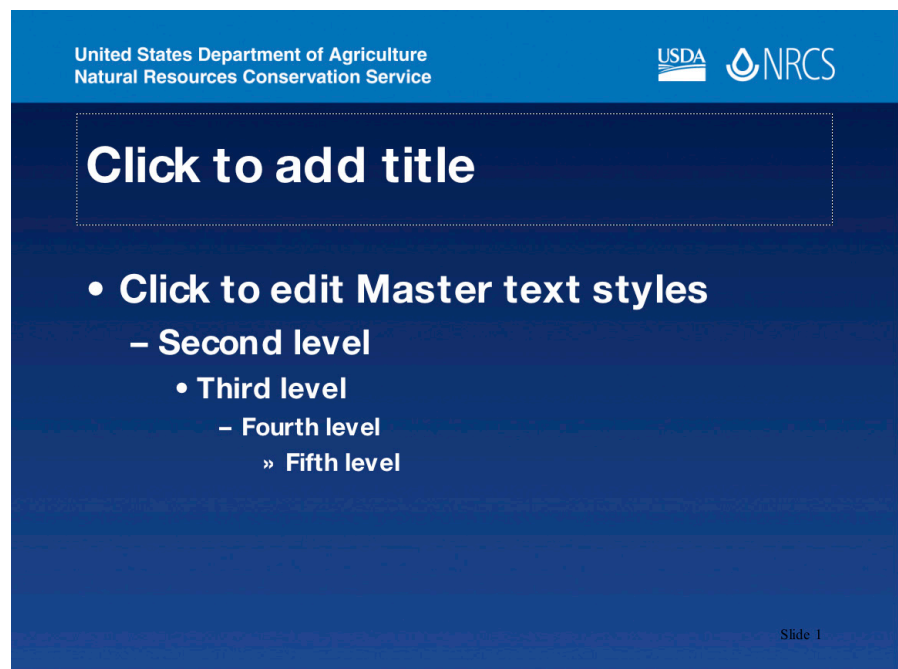 United States Department of Agriculture
Natural Resources Conservation Service
USDA NRCS
Click to add title
• Click to edit Master text styles
– Second level
• Third level
– Fourth level
» Fifth level
Slide 1